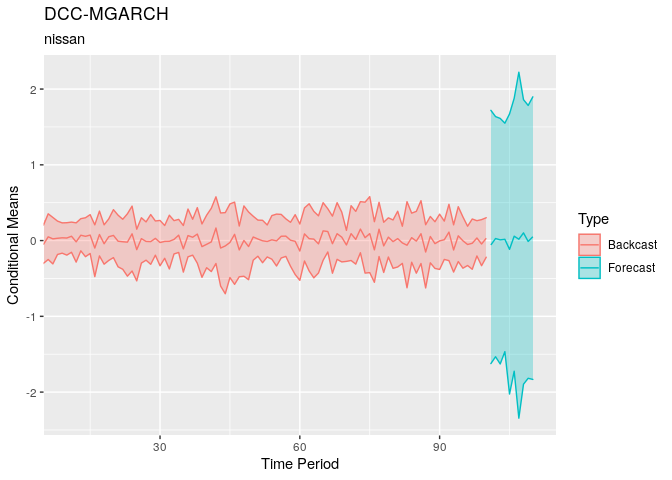 DCC-MGARCH
nissan
Conditional Means
2
1
0
-1
-2
30
60
90
Time Period
Type
Backcast
Forecast